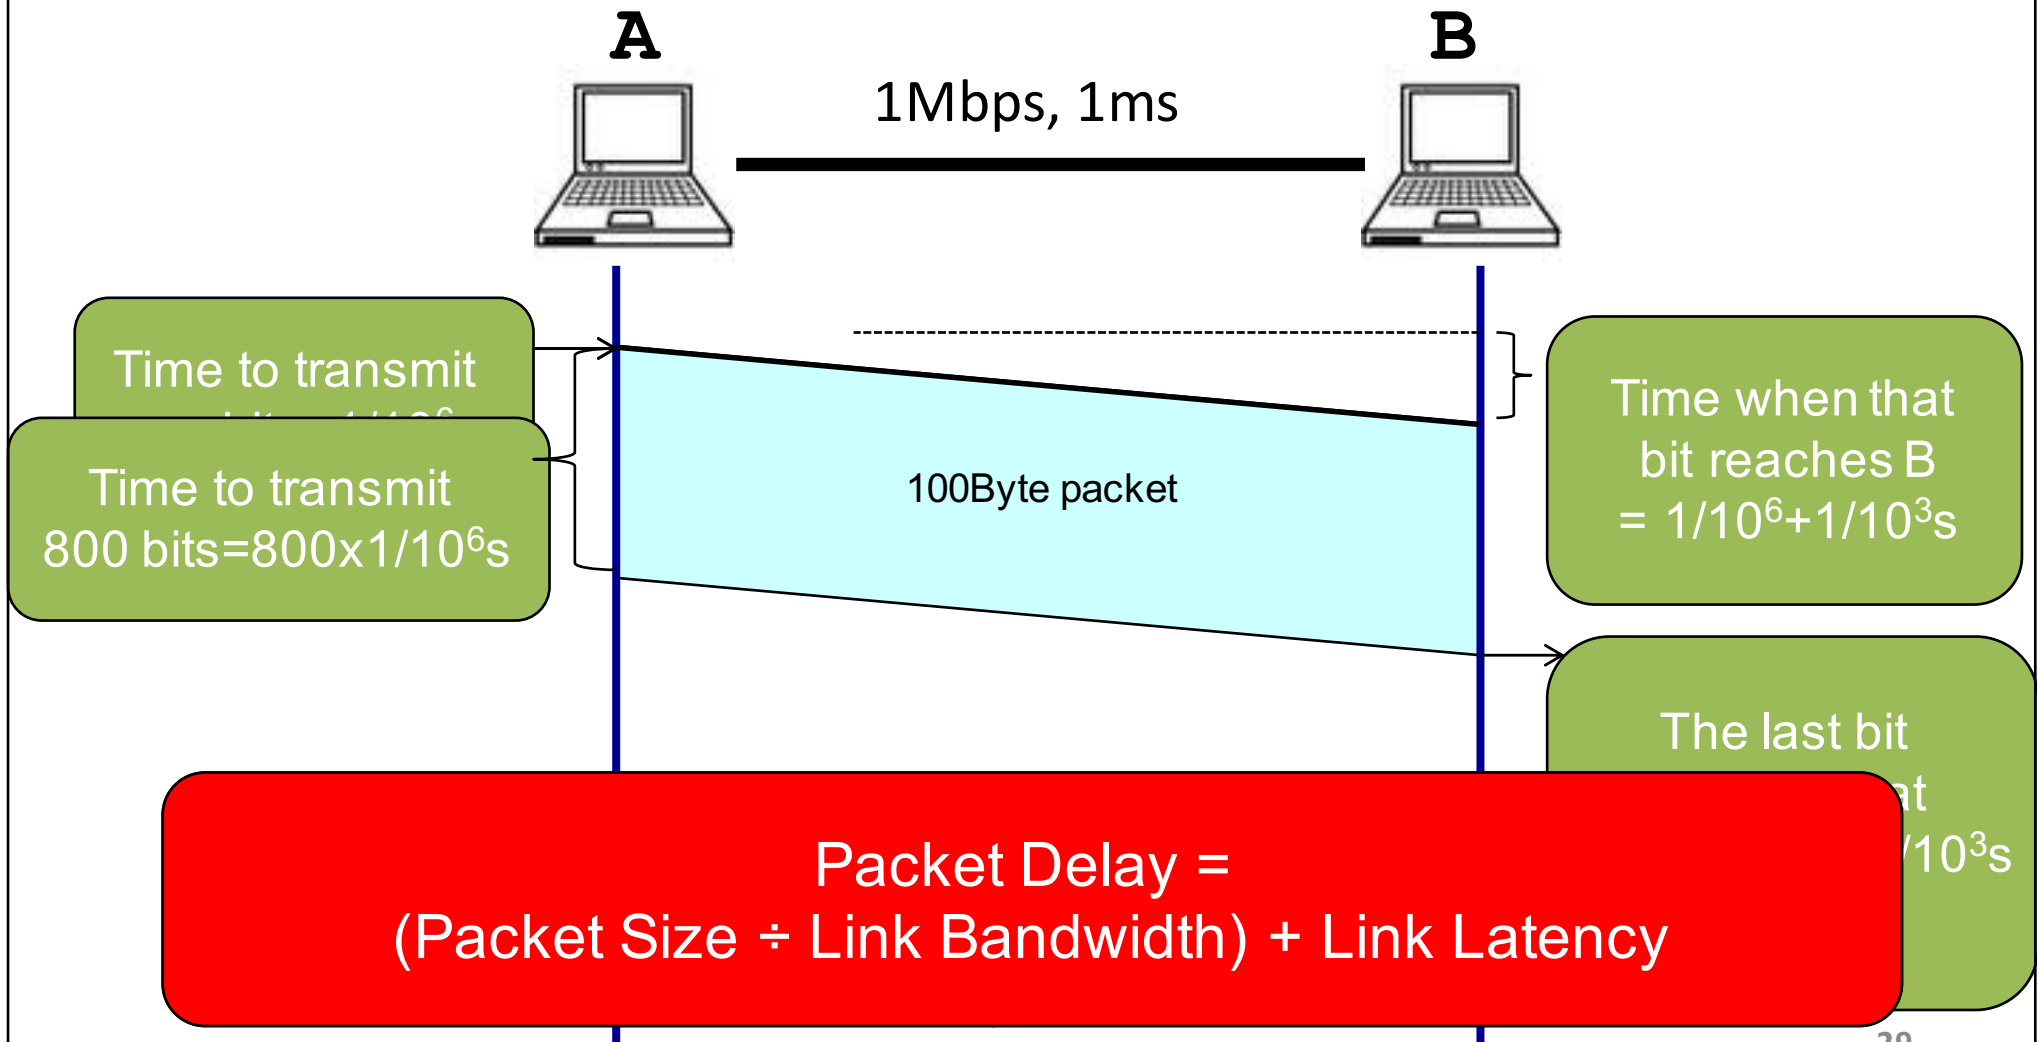 A
B
1Mbps, 1ms
Time to transmit
Time to transmit
800 bits=800x1/10⁶s
100Byte packet
Time when that
bit reaches B
= 1/10⁶+1/10³s
The last bit
at
/10³s
Packet Delay =
(Packet Size ÷ Link Bandwidth) + Link Latency